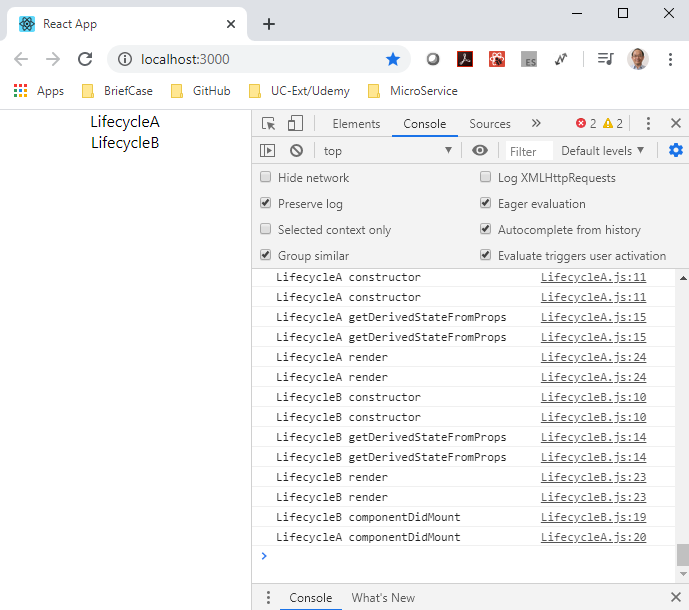 React App
localhost:3000
ES
Apps BriefCase GitHub UC-Ext/Udemy MicroService
LifecycleA
LifecycleB
Elements Console Sources 2 2
top Filter Default levels
Hide network Log XMLHttpRequests
Preserve log Eager evaluation
Selected context only Autocomplete from history
Group similar Evaluate triggers user activation
LifecycleA constructor LifecycleA.js:11
LifecycleA constructor LifecycleA.js:11
LifecycleA getDerivedStateFromProps LifecycleA.js:15
LifecycleA getDerivedStateFromProps LifecycleA.js:15
LifecycleA render LifecycleA.js:24
LifecycleA render LifecycleA.js:24
LifecycleB constructor LifecycleB.js:10
LifecycleB constructor LifecycleB.js:10
LifecycleB getDerivedStateFromProps LifecycleB.js:14
LifecycleB getDerivedStateFromProps LifecycleB.js:14
LifecycleB render LifecycleB.js:23
LifecycleB render LifecycleB.js:23
LifecycleB componentDidMount LifecycleB.js:19
LifecycleA componentDidMount LifecycleA.js:20
Console What's New